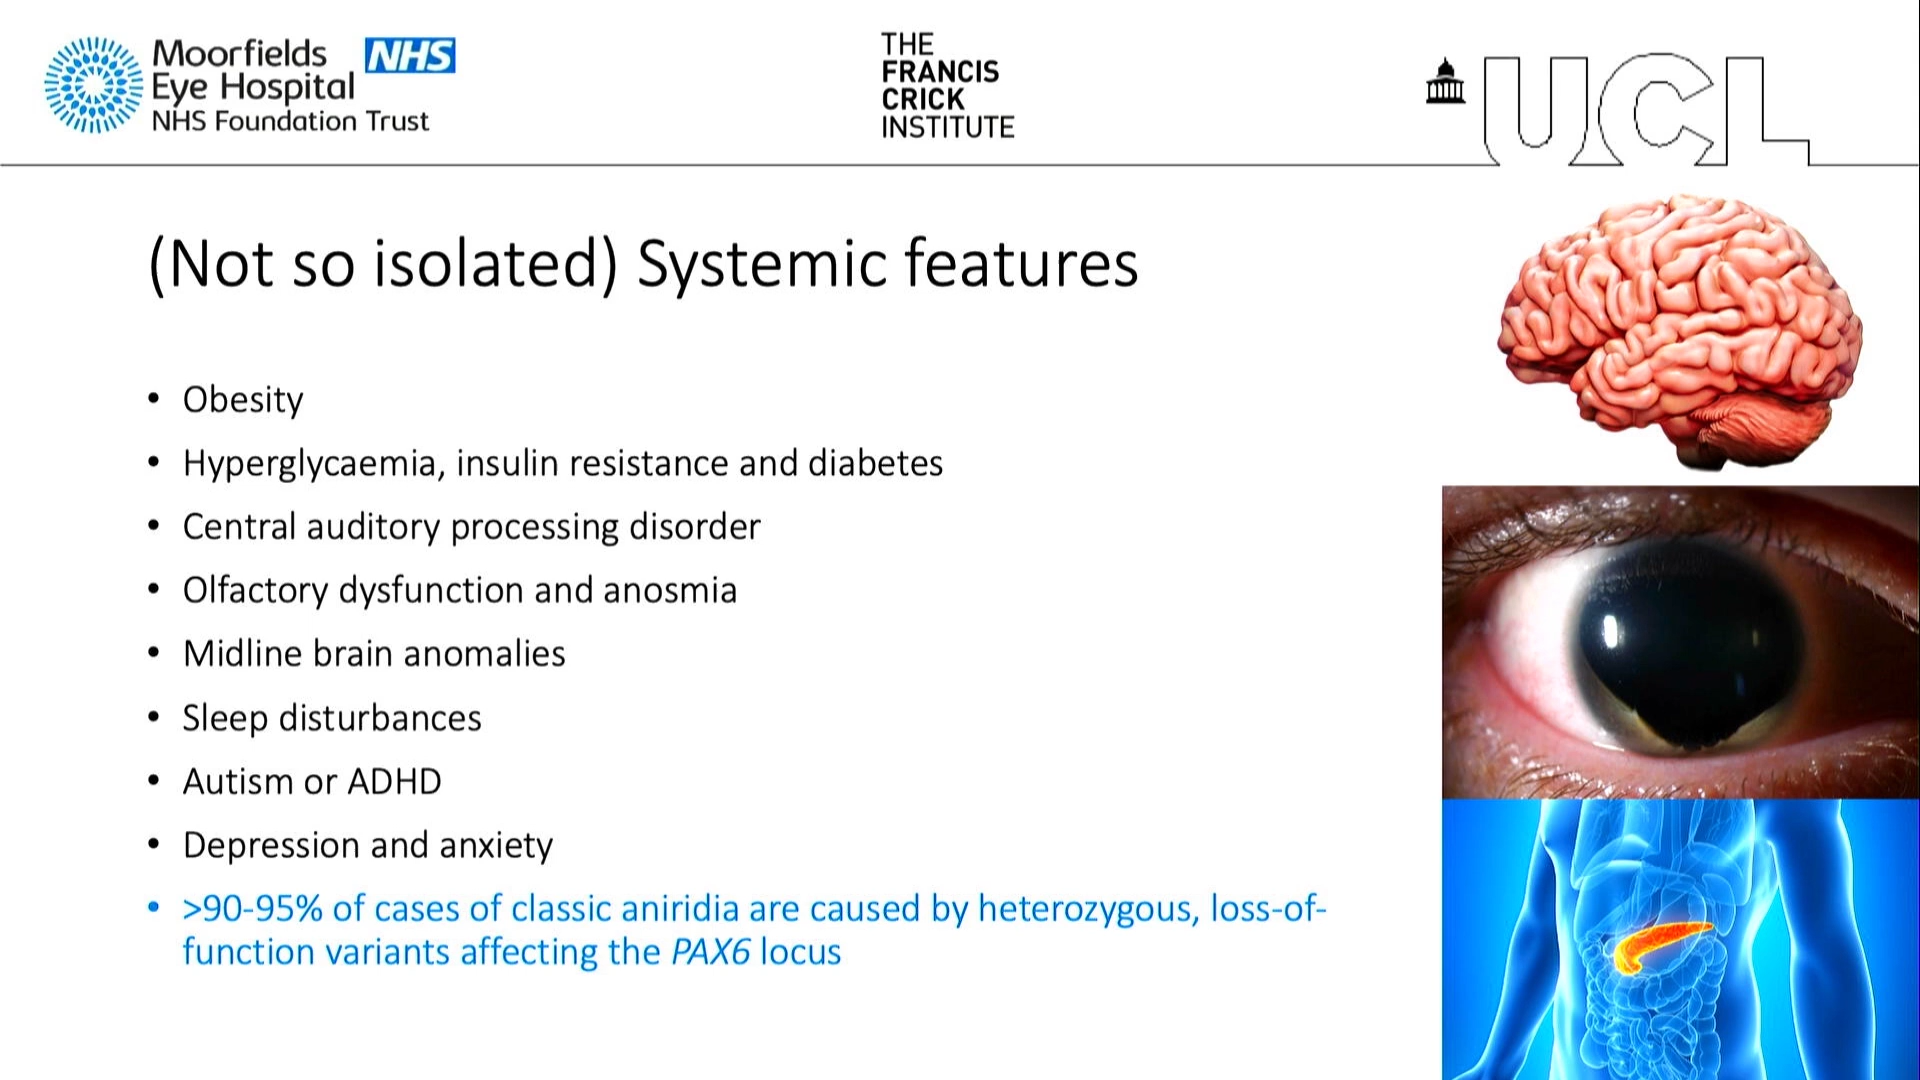 Moorfields NHS
Eye Hospital
NHS Foundation Trust
THE
FRANCIS
CRICK
INSTITUTE
UCL
(Not so isolated) Systemic features
• Obesity
• Hyperglycaemia, insulin resistance and diabetes
• Central auditory processing disorder
• Olfactory dysfunction and anosmia
• Midline brain anomalies
• Sleep disturbances
• Autism or ADHD
• Depression and anxiety
• >90-95% of cases of classic aniridia are caused by heterozygous, loss-of-
function variants affecting the PAX6 locus